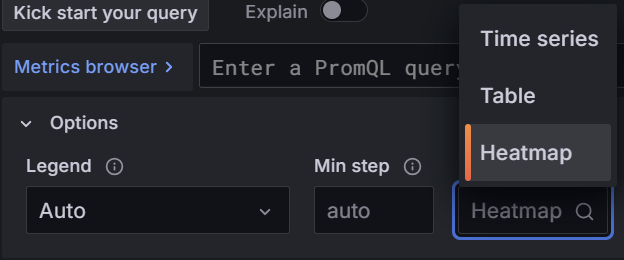 Kick start your query
Explain
Time series
Metrics browser >
Enter a PromQL query
Table
Options
Heatmap
Legend
Min step
Auto
auto
Heatmap